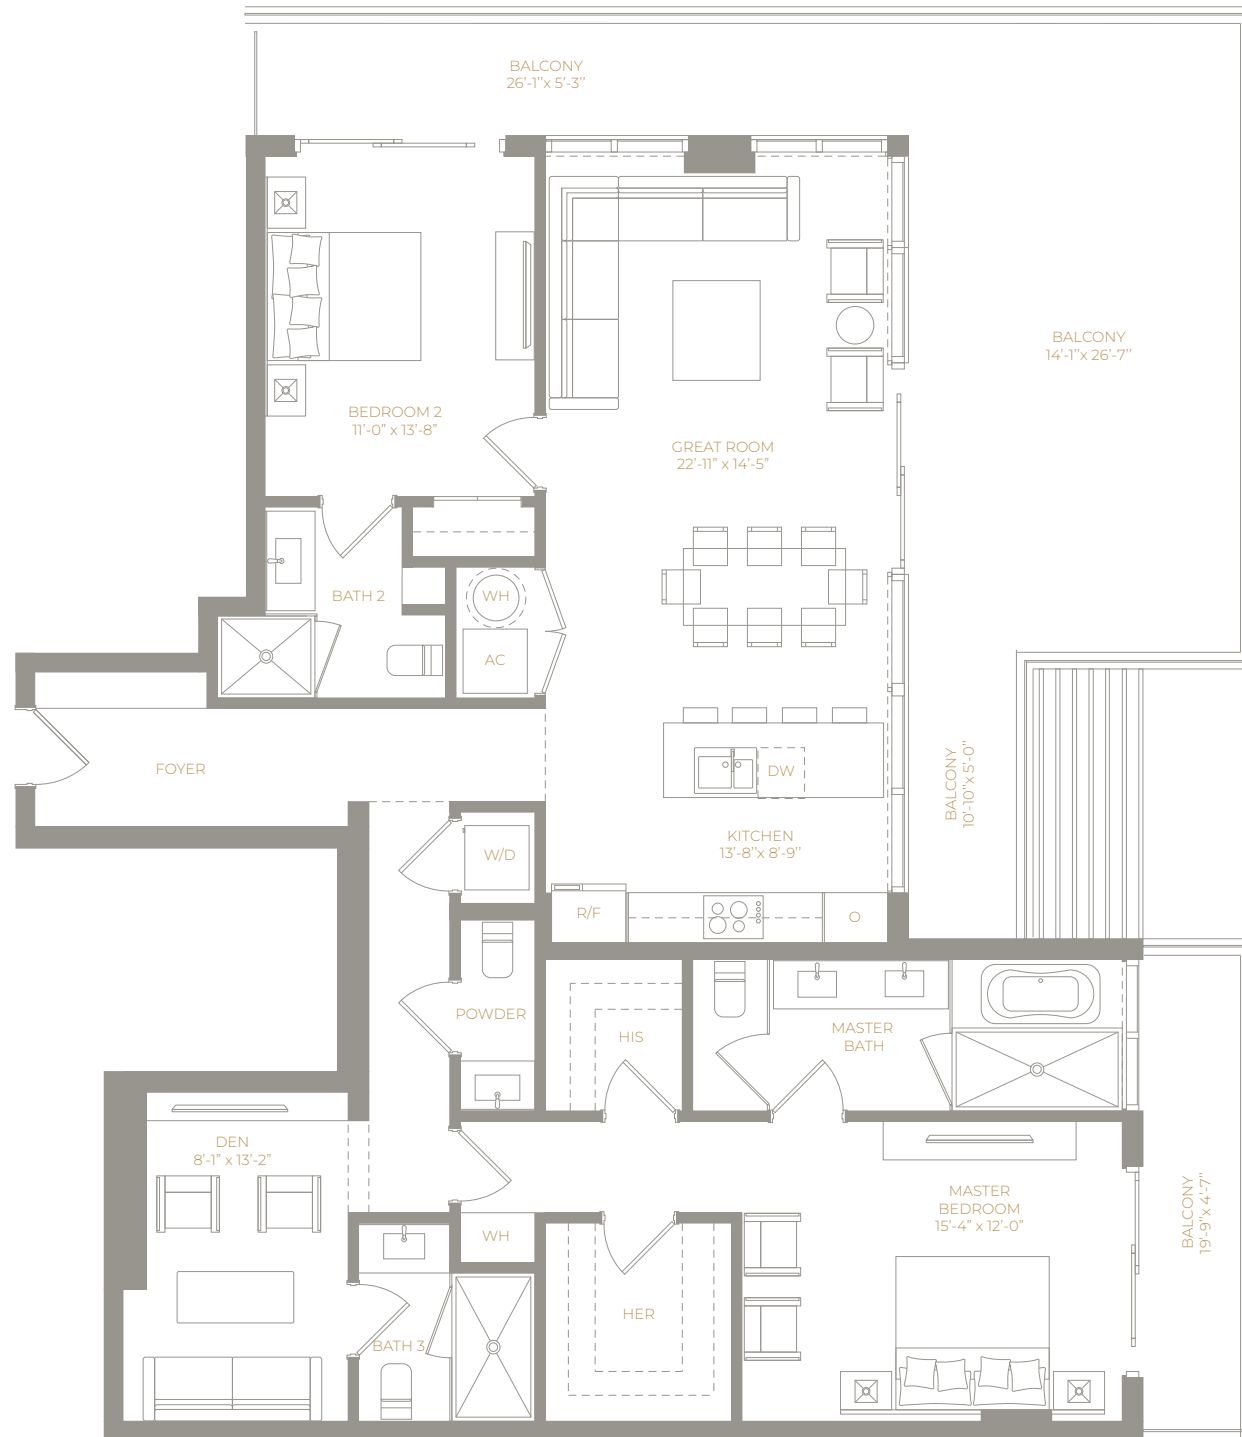 BALCONY
26'-1''x 5'-3''
BALCONY
14'-1''x 26'-7''
BEDROOM 2
11'-0" x 13'-8"
GREAT ROOM
22'-11" x 14'-5"
BATH 2
WH
AC
FOYER
DW
BALCONY
10'-10''x 5'-0''
KITCHEN
13'-8''x 8'-9''
W/D
R/F
O
POWDER
HIS
MASTER
BATH
DEN
8'-1" x 13'-2"
MASTER
BEDROOM
15'-4" x 12'-0"
BALCONY
19'-9''x 4'-7''
WH
HER
BATH 3